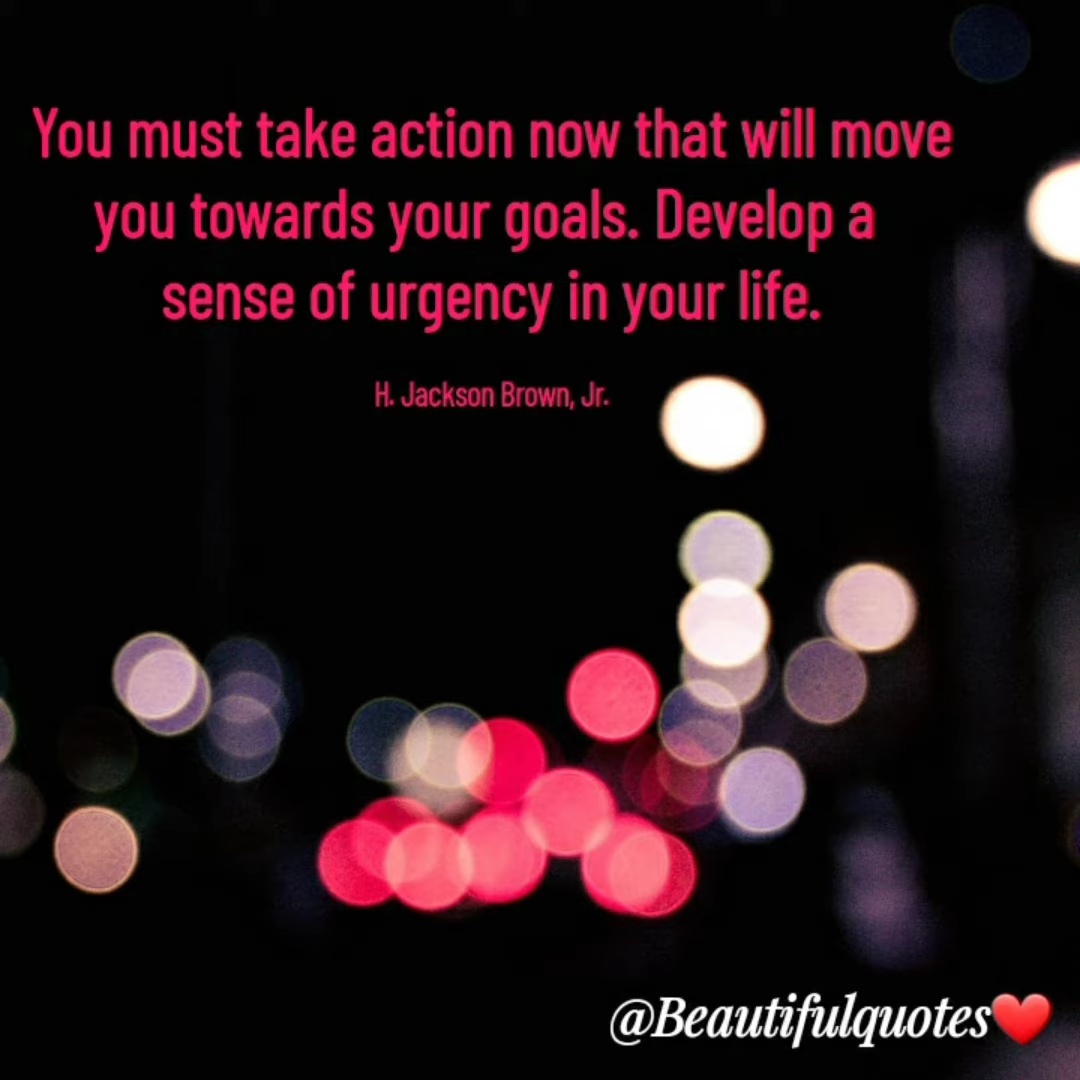 You must take action now that will move
you towards your goals. Develop a
sense of urgency in your life.
H. Jackson Brown, Jr.
@Beautifulquotes❤️